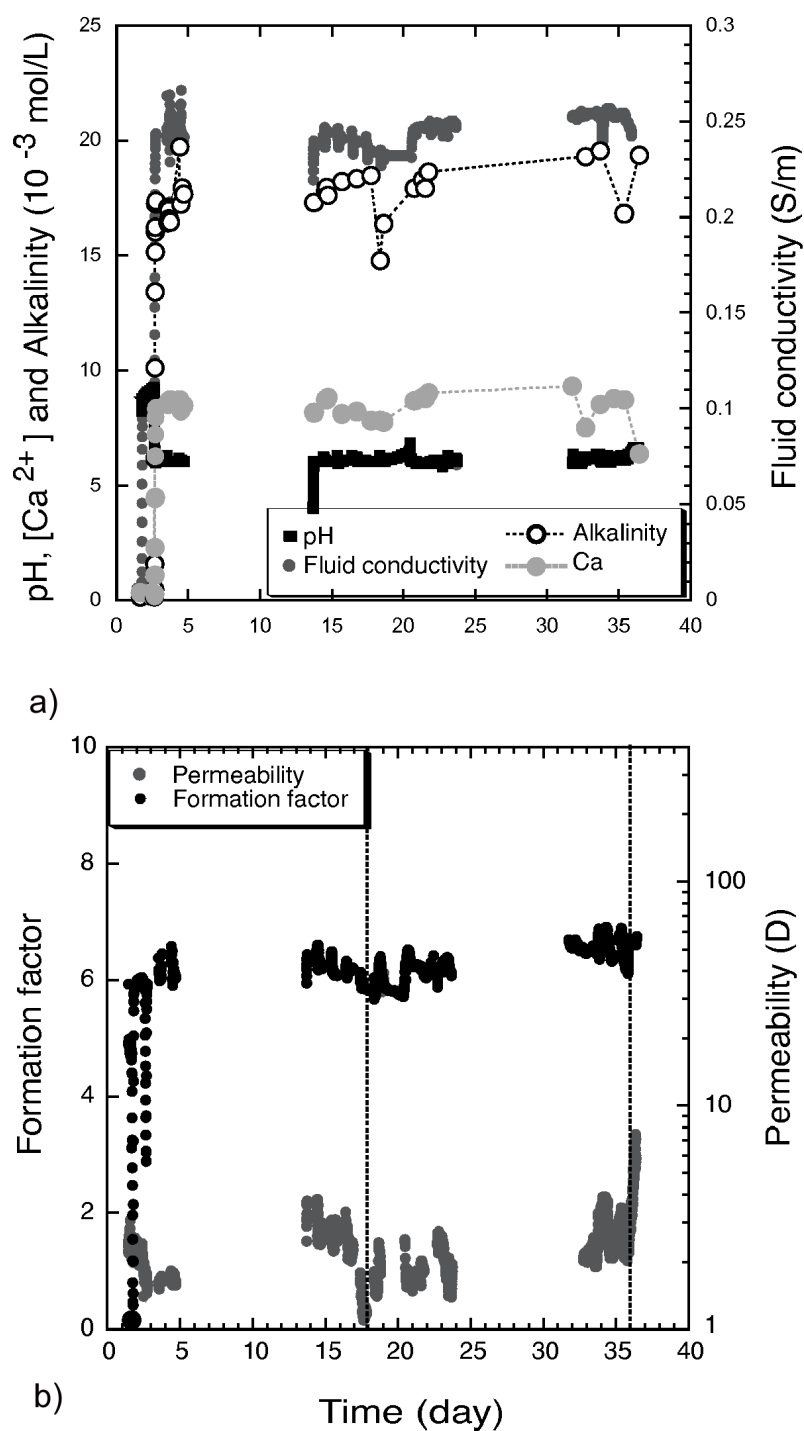 25
20
15
10
5
0
pH, [Ca 2+ ] and Alkalinity (10 -3 mol/L)
0.3
0.25
0.2
0.15
0.1
0.05
0
Fluid conductivity (S/m)
pH
Fluid conductivity
Alkalinity
Ca
0 5 10 15 20 25 30 35 40
a)
10
8
6
4
2
0
Formation factor
Permeability
Formation factor
100
10
1
Permeability (D)
0 5 10 15 20 25 30 35 40
b)
Time (day)